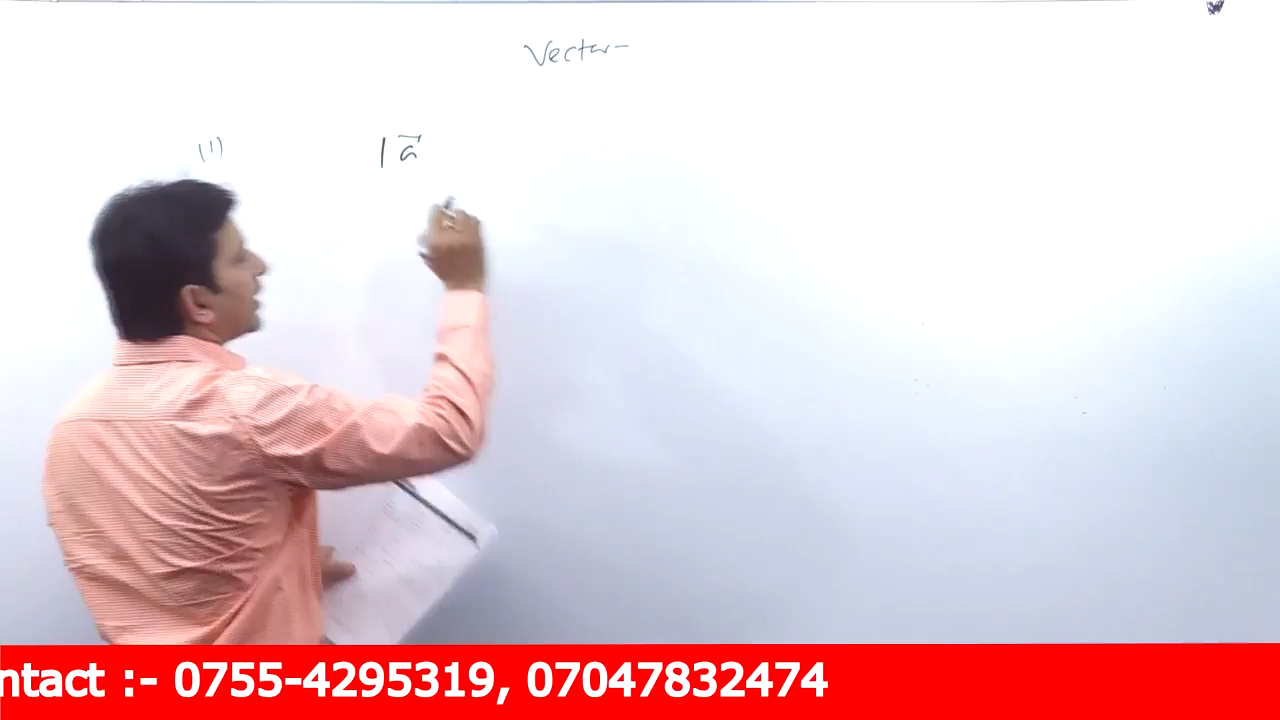 Vector
(1) | a⃗
ntact :- 0755-4295319, 07047832474